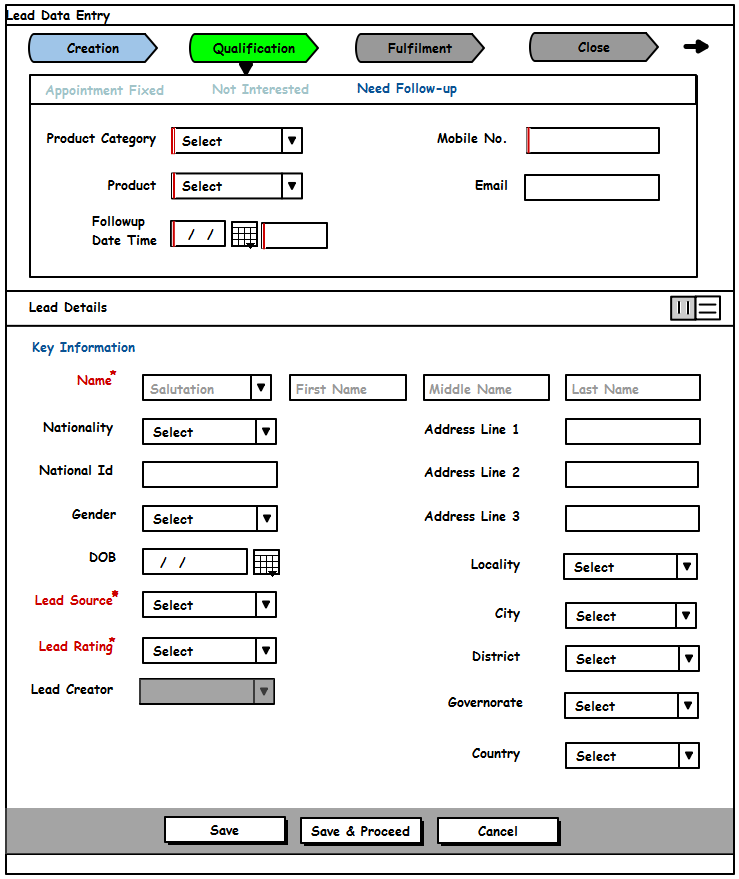 Lead Data Entry
Creation
Qualification
Fulfilment
Close
Appointment Fixed
Not Interested
Need Follow-up
Product Category
Select
Mobile No.
Product
Select
Email
Followup
Date Time
/ /
Lead Details
Key Information
Name*
Salutation
First Name
Middle Name
Last Name
Nationality
Select
Address Line 1
National Id
Address Line 2
Gender
Select
Address Line 3
DOB
/ /
Locality
Select
Lead Source*
Select
City
Select
Lead Rating*
Select
District
Select
Lead Creator
Governorate
Select
Country
Select
Save
Save & Proceed
Cancel